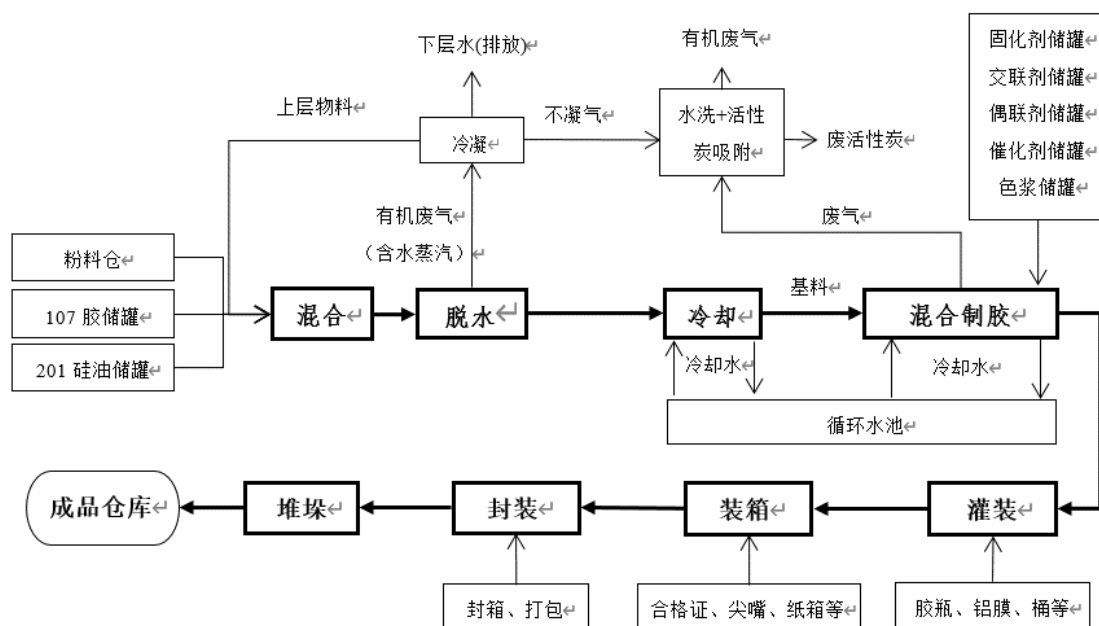 下层水(排放)
有机废气
固化剂储罐
交联剂储罐
偶联剂储罐
催化剂储罐
色浆储罐
上层物料
冷凝
不凝气
水洗+活性
炭吸附
废活性炭
有机废气
（含水蒸汽）
废气
粉料仓
107 胶储罐
201 硅油储罐
混合
脱水
冷却
基料
混合制胶
冷却水
冷却水
循环水池
成品仓库
堆垛
封装
装箱
灌装
封箱、打包
合格证、尖嘴、纸箱等
胶瓶、铝膜、桶等